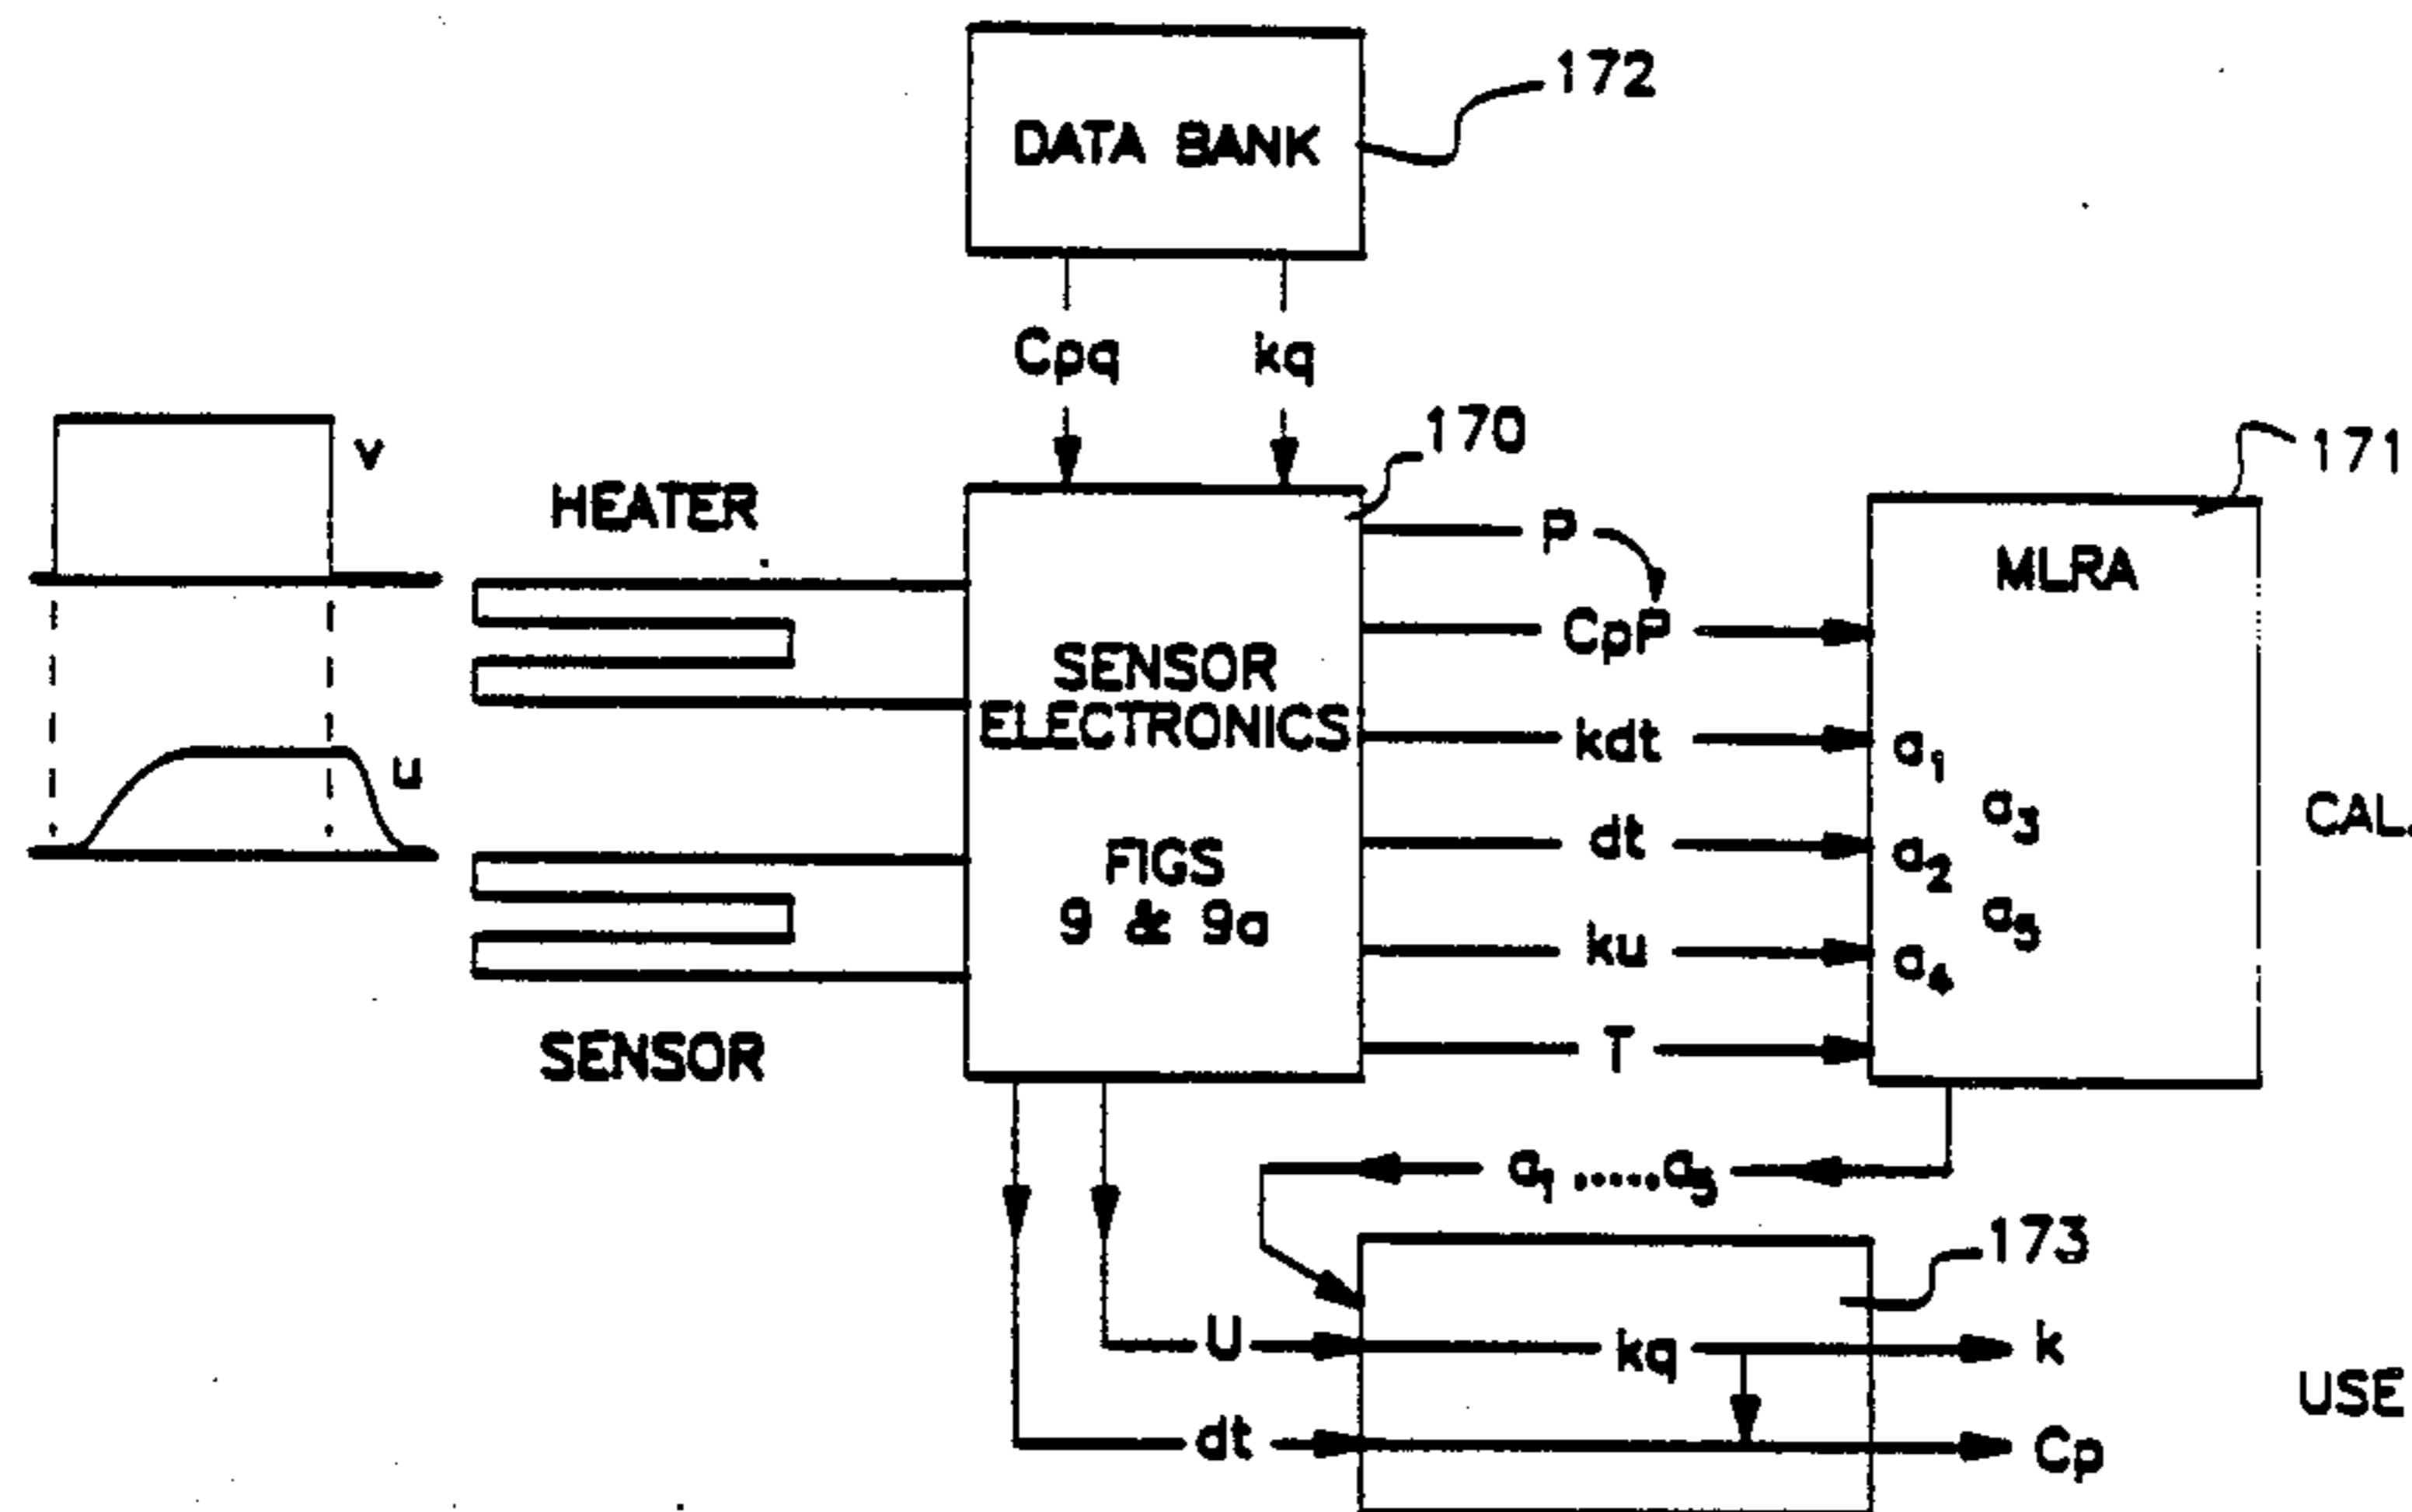 DATA BANK
172
Cpq
kq
170
171
v
HEATER
P
MLRA
CpP
SENSOR
ELECTRONICS
kdt
a1
u
a3
CAL.
dt
a2
FIGS
9 & 9a
a5
ku
a4
SENSOR
T
a1 .....a5
173
U
kq
k
USE
dt
Cp